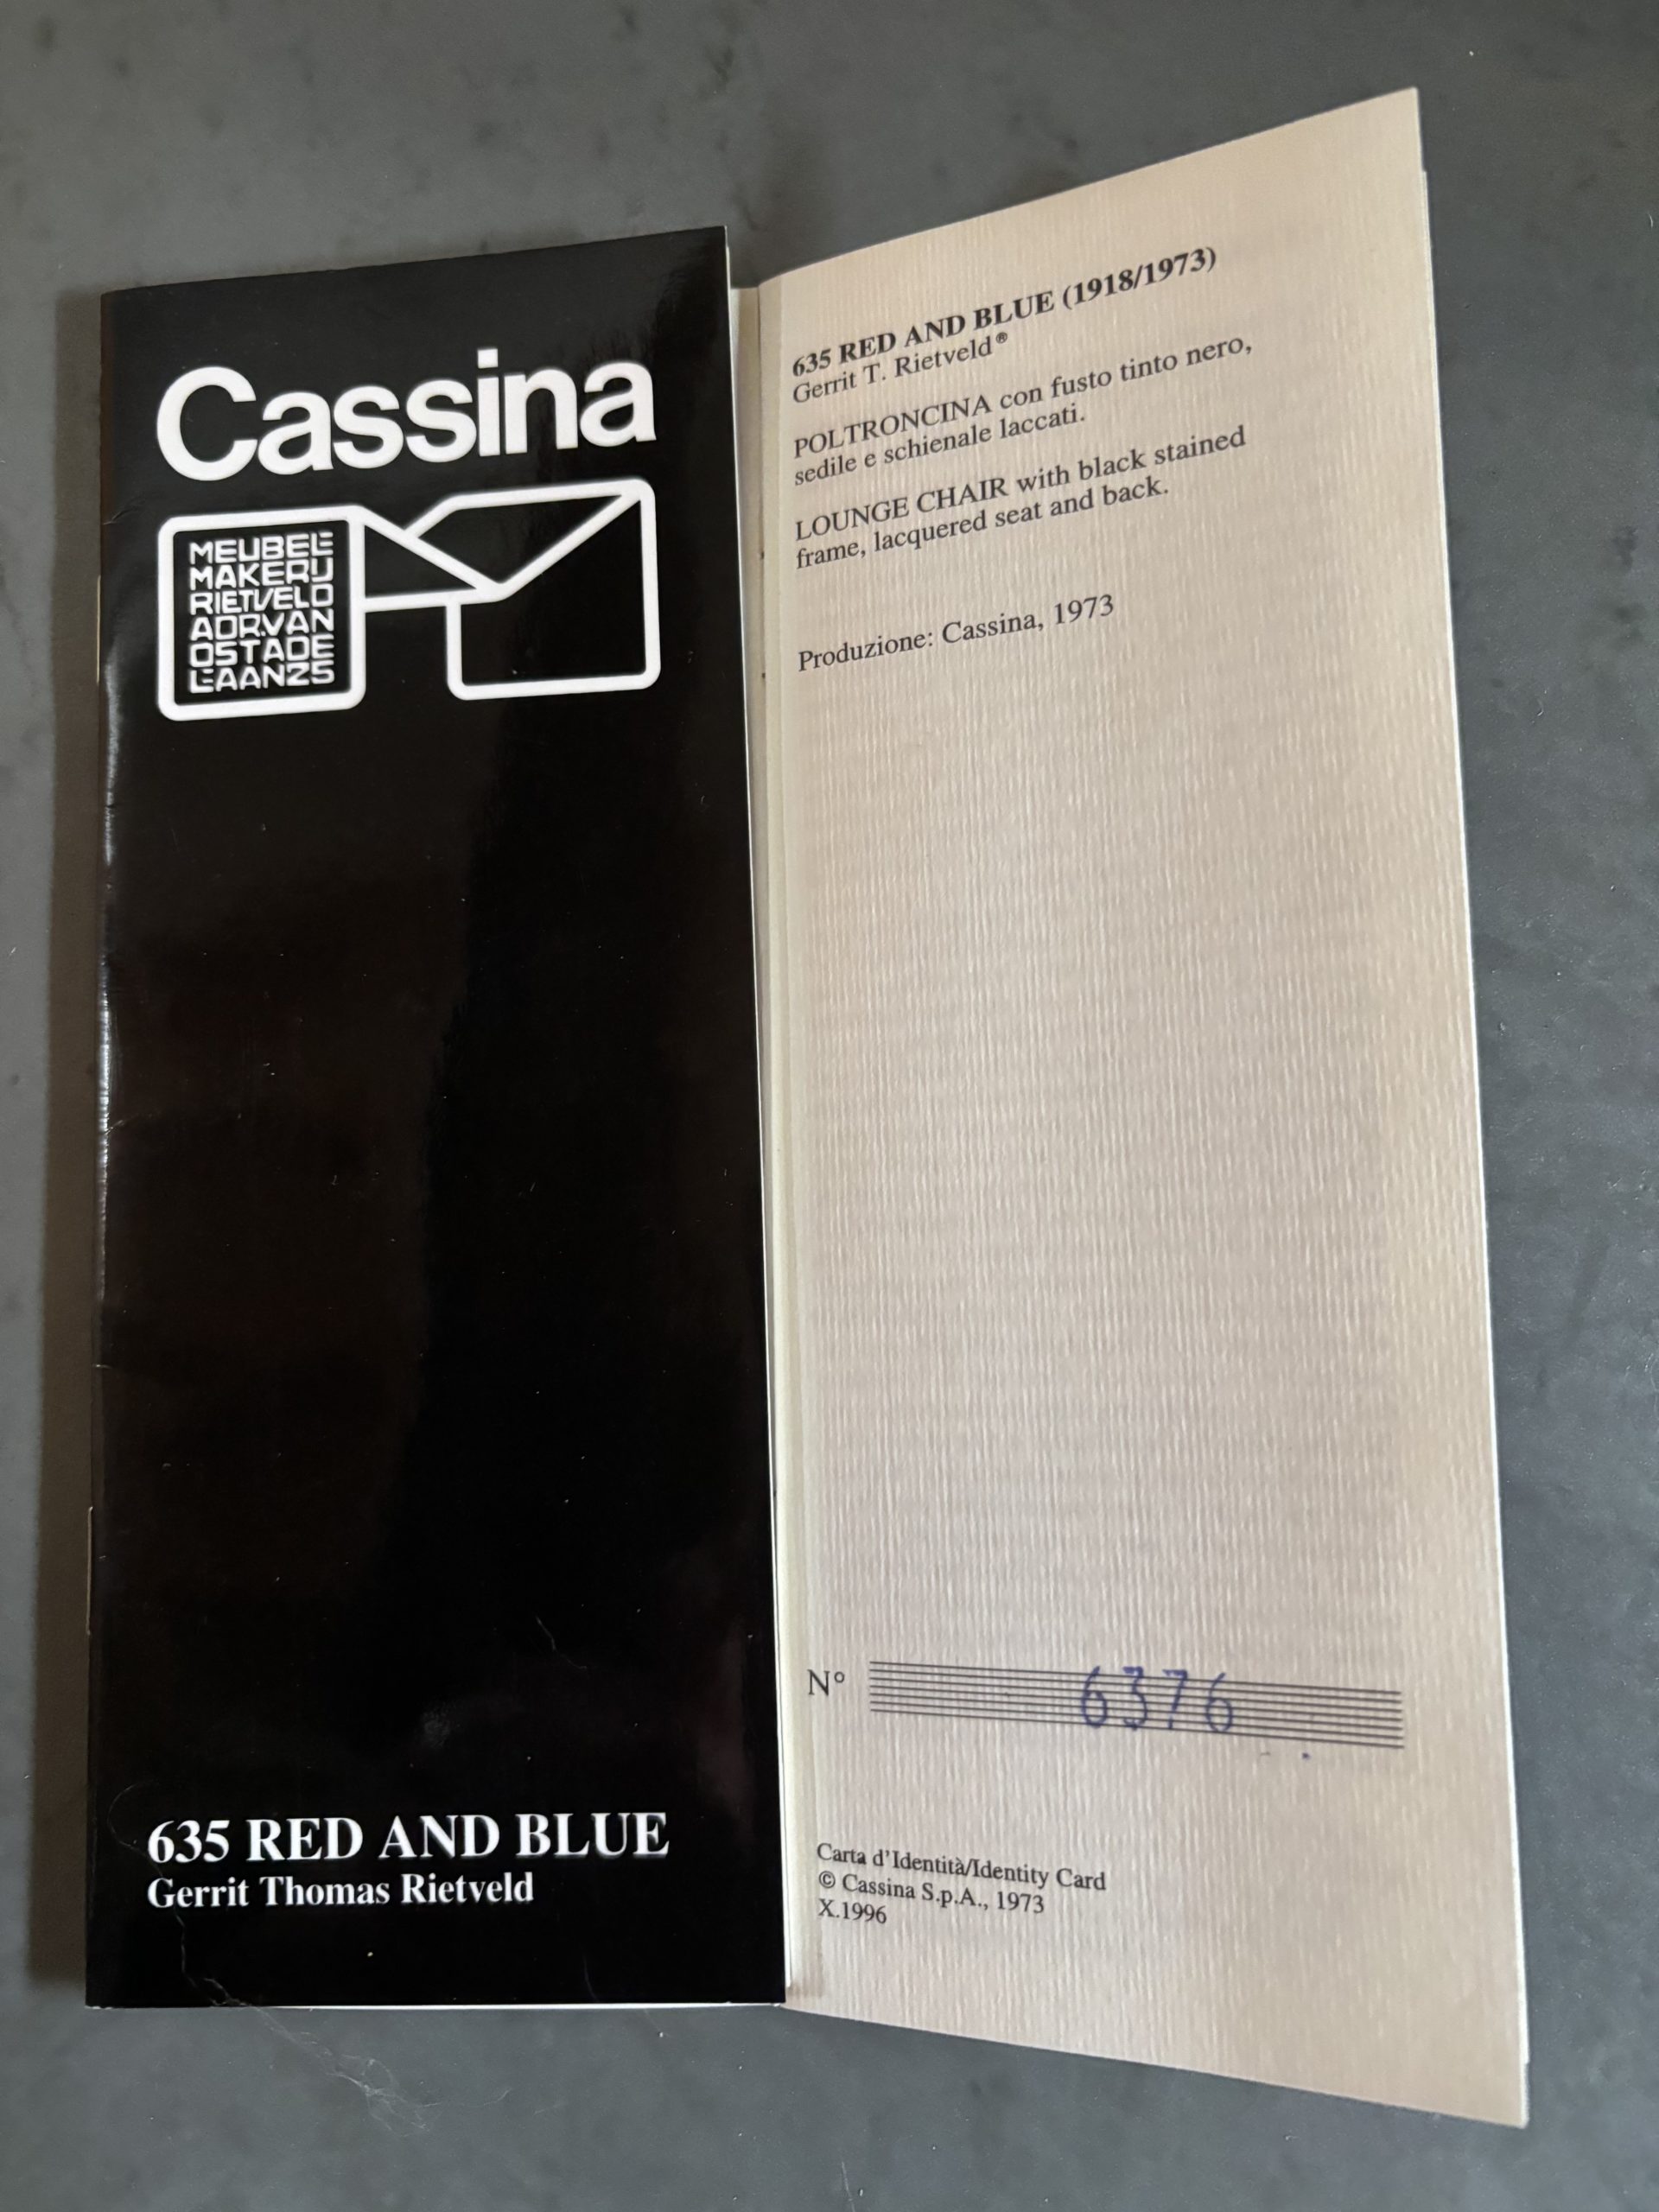 Cassina
MEUBEL
MAKERIJ
RIETVELD
ADR.VAN
OSTADE
LAAN25
635 RED AND BLUE
Gerrit Thomas Rietveld
635 RED AND BLUE (1918/1973)
Gerrit T. Rietveld®
POLTRONCINA con fusto tinto nero,
sedile e schienale laccati.
LOUNGE CHAIR with black stained
frame, lacquered seat and back.
Produzione: Cassina, 1973
N° 6376
Carta d'Identità/Identity Card
© Cassina S.p.A., 1973
X.1996